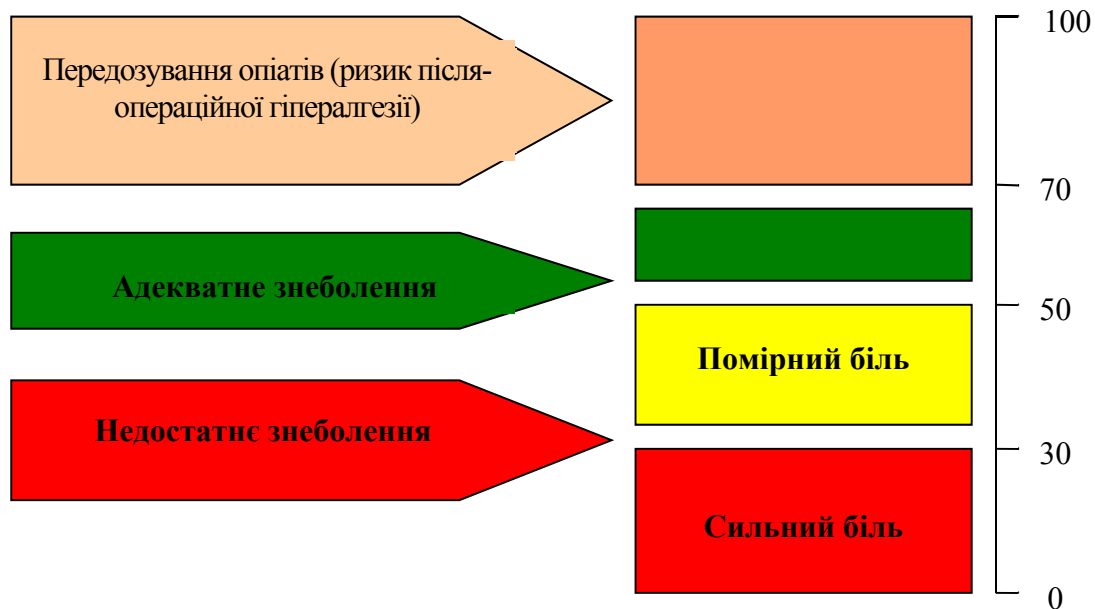 Передозування опіатів (ризик після-
операційної гіпералгезії)
Адекватне знеболення
Недостатнє знеболення
Помірний біль
Сильний біль
100
70
50
30
0